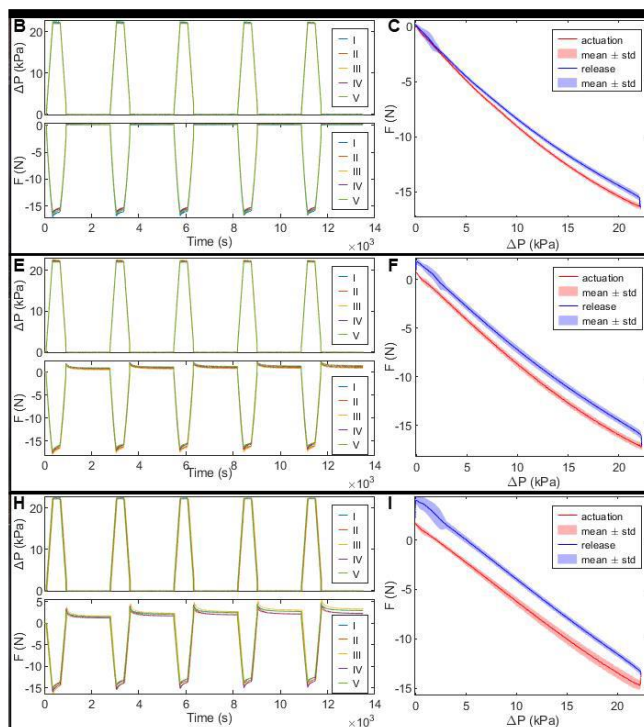 B
ΔP (kPa)
20
10
0
I
II
III
IV
V
F (N)
0
-5
-10
-15
I
II
III
IV
V
0 2 4 6 8 10 12 14
Time (s)
×10³
C
F (N)
0
-5
-10
-15
actuation
mean ± std
release
mean ± std
0 5 10 15 20
ΔP (kPa)
E
ΔP (kPa)
20
10
0
I
II
III
IV
V
F (N)
0
-5
-10
-15
I
II
III
IV
V
0 2 4 6 8 10 12 14
Time (s)
×10³
F
F (N)
0
-5
-10
-15
actuation
mean ± std
release
mean ± std
0 5 10 15 20
ΔP (kPa)
H
ΔP (kPa)
20
10
0
I
II
III
IV
V
F (N)
5
0
-5
-10
-15
I
II
III
IV
V
0 2 4 6 8 10 12 14
Time (s)
×10³
I
F (N)
0
-5
-10
-15
actuation
mean ± std
release
mean ± std
0 5 10 15 20
ΔP (kPa)